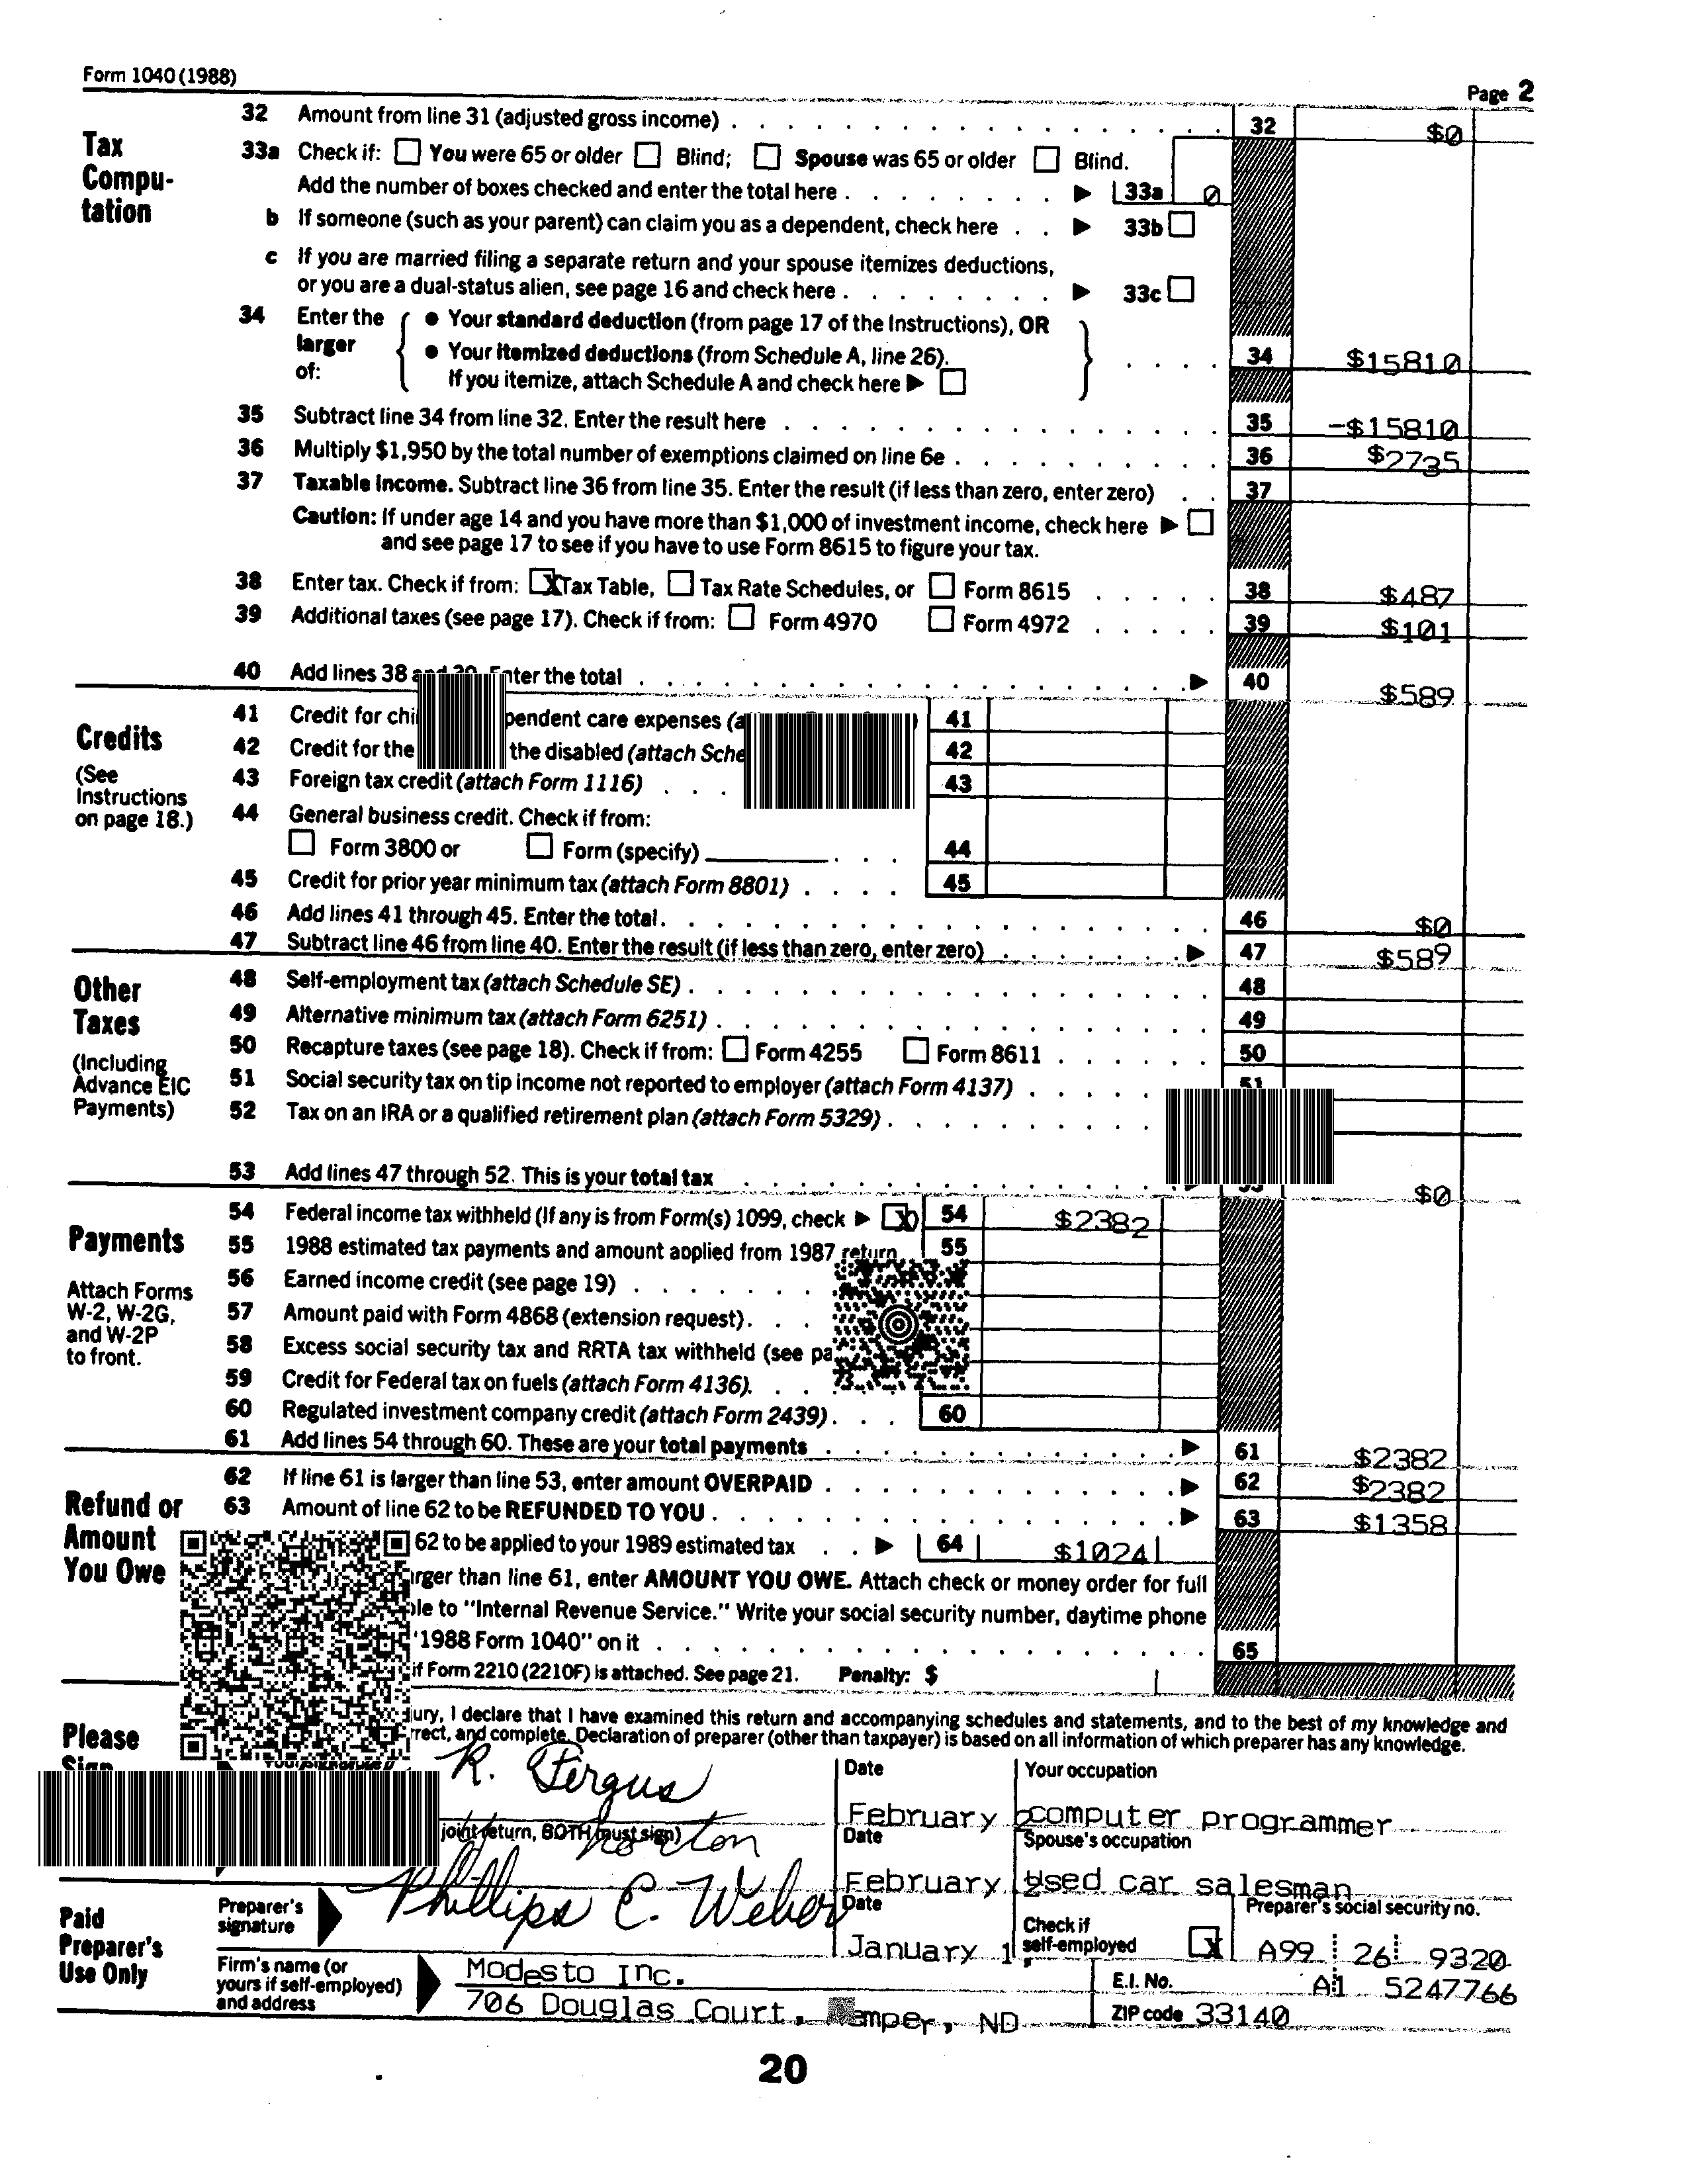 Form 1040 (1988)
Page 2
Tax Compu-tation
32 Amount from line 31 (adjusted gross income) 32 $0
33a Check if: You were 65 or older Blind; Spouse was 65 or older Blind.
Add the number of boxes checked and enter the total here 33a 0
b If someone (such as your parent) can claim you as a dependent, check here 33b
c If you are married filing a separate return and your spouse itemizes deductions,
or you are a dual-status alien, see page 16 and check here 33c
34 Enter the larger of: • Your standard deduction (from page 17 of the Instructions), OR
• Your itemized deductions (from Schedule A, line 26). 34 $15810
If you itemize, attach Schedule A and check here
35 Subtract line 34 from line 32. Enter the result here 35 -$15810
36 Multiply $1,950 by the total number of exemptions claimed on line 6e 36 $2735
37 Taxable income. Subtract line 36 from line 35. Enter the result (if less than zero, enter zero) 37
Caution: If under age 14 and you have more than $1,000 of investment income, check here
and see page 17 to see if you have to use Form 8615 to figure your tax.
38 Enter tax. Check if from: X Tax Table, Tax Rate Schedules, or Form 8615 38 $487
39 Additional taxes (see page 17). Check if from: Form 4970 Form 4972 39 $101
40 Add lines 38 Enter the total 40 $589
Credits
(See Instructions on page 18.)
41 Credit for care expenses 41
42 Credit for the the disabled (attach 42
43 Foreign tax credit (attach Form 1116) 43
44 General business credit. Check if from:
Form 3800 or Form (specify) 44
45 Credit for prior year minimum tax (attach Form 8801) 45
46 Add lines 41 through 45. Enter the total. 46 $0
47 Subtract line 46 from line 40. Enter the result (if less than zero, enter zero) 47 $589
Other Taxes
(Including Advance EIC Payments)
48 Self-employment tax (attach Schedule SE) 48
49 Alternative minimum tax (attach Form 6251) 49
50 Recapture taxes (see page 18). Check if from: Form 4255 Form 8611 50
51 Social security tax on tip income not reported to employer (attach Form 4137) 51
52 Tax on an IRA or a qualified retirement plan (attach Form 5329)
53 Add lines 47 through 52. This is your total tax $0
Payments
Attach Forms W-2, W-2G, and W-2P to front.
54 Federal income tax withheld (If any is from Form(s) 1099, check X) 54 $2382
55 1988 estimated tax payments and amount applied from 1987 return 55
56 Earned income credit (see page 19)
57 Amount paid with Form 4868 (extension request).
58 Excess social security tax and RRTA tax withheld (see
59 Credit for Federal tax on fuels (attach Form 4136).
60 Regulated investment company credit (attach Form 2439) 60
61 Add lines 54 through 60. These are your total payments 61 $2382
Refund or Amount You Owe
62 If line 61 is larger than line 53, enter amount OVERPAID 62 $2382
63 Amount of line 62 to be REFUNDED TO YOU 63 $1358
62 to be applied to your 1989 estimated tax 64 $1024
than line 61, enter AMOUNT YOU OWE. Attach check or money order for full
to "Internal Revenue Service." Write your social security number, daytime phone
"1988 Form 1040" on it 65
if Form 2210 (2210F) is attached. See page 21. Penalty: $
Please Sign
I declare that I have examined this return and accompanying schedules and statements, and to the best of my knowledge and
and complete. Declaration of preparer (other than taxpayer) is based on all information of which preparer has any knowledge.
R. Fergus
Date
February 2
Your occupation
computer programmer
joint return, BOTH must sign)
horton
Date
February
Spouse's occupation
Used car salesman
Paid Preparer's Use Only
Preparer's signature
Phillips C. Weber
Date
January 1,
Check if self-employed X
Preparer's social security no.
A99 26 9320
Firm's name (or yours if self-employed) and address
Modesto Inc.
706 Douglas Court, ND
E.I. No. A1 5247766
ZIP code 33140
20